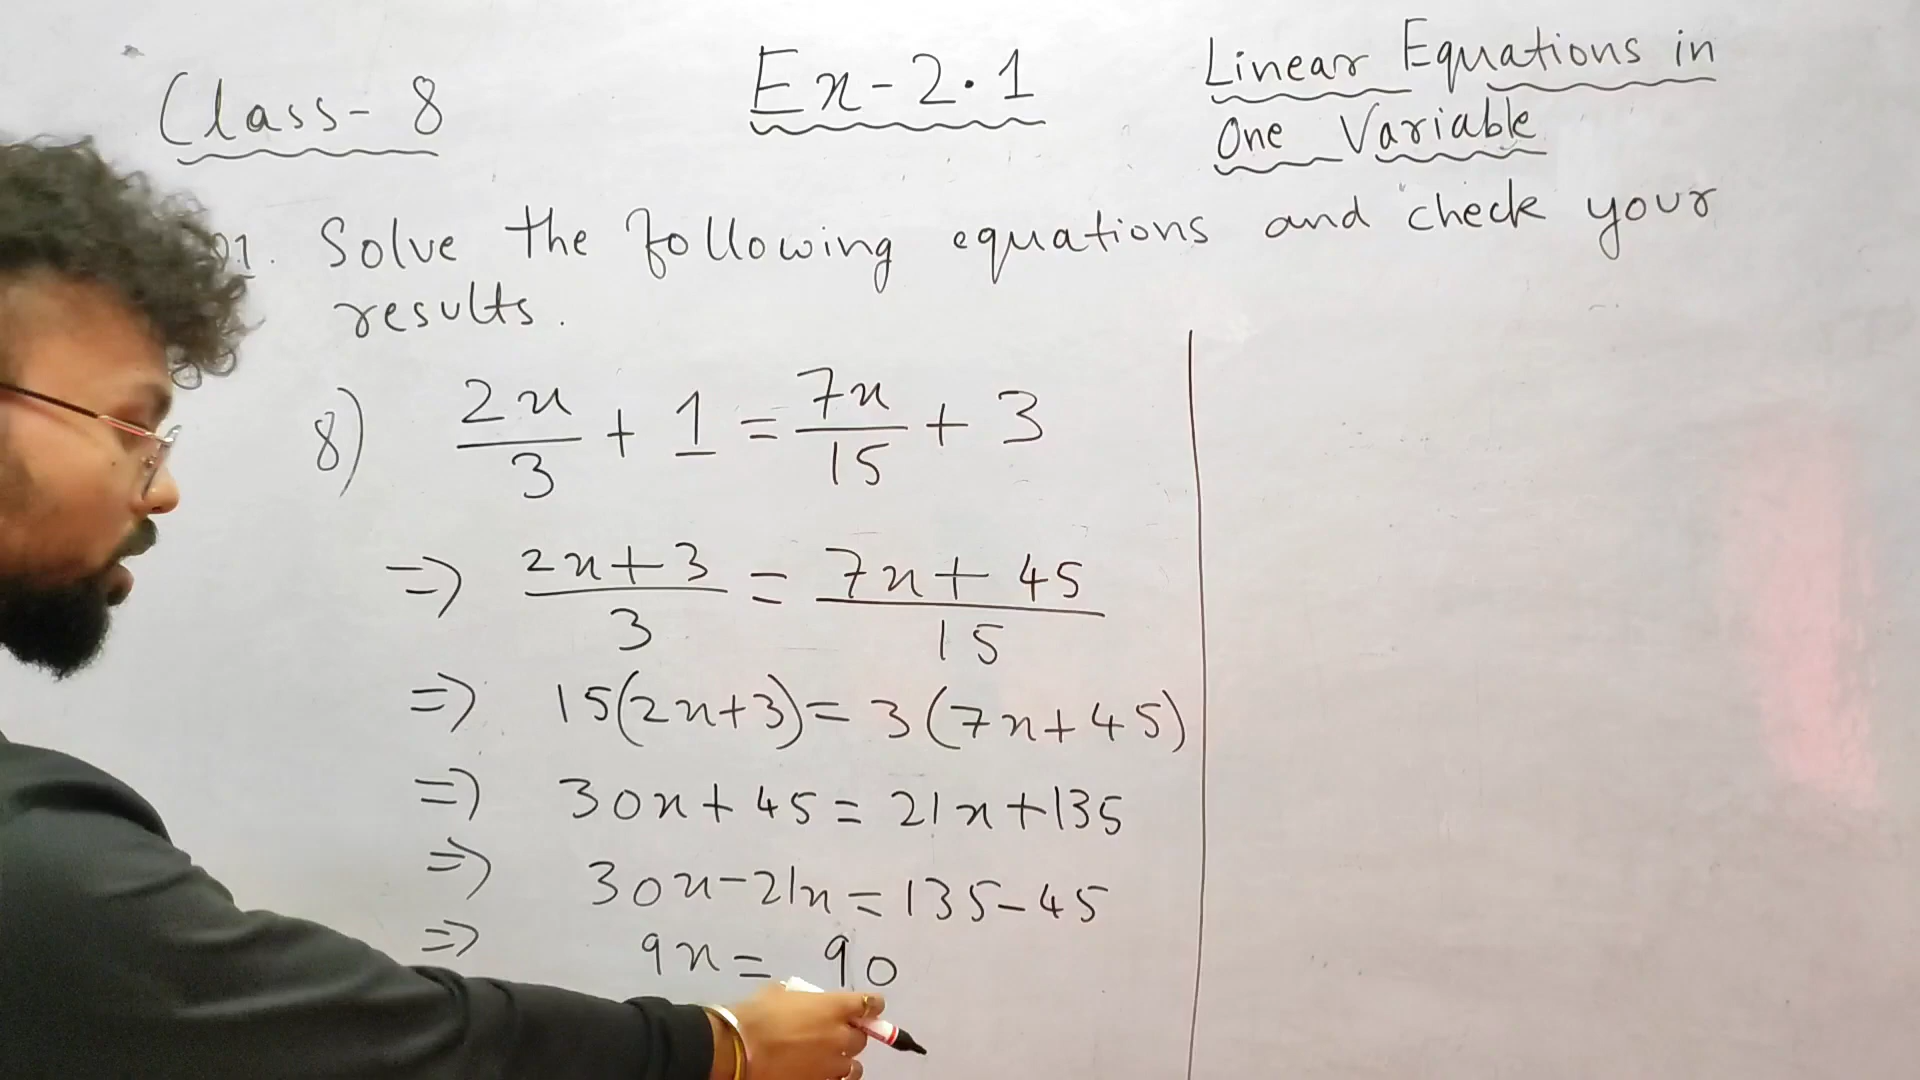 Class- 8
Ex-2.1
Linear Equations in
One Variable
Q1. Solve the following equations and check your
results.
8) 2x/3 + 1 = 7x/15 + 3
=> (2x+3)/3 = (7x+45)/15
=> 15(2x+3)= 3(7x+45)
=> 30x+45 = 21x+135
=> 30x-21x = 135-45
=> 9x = 90